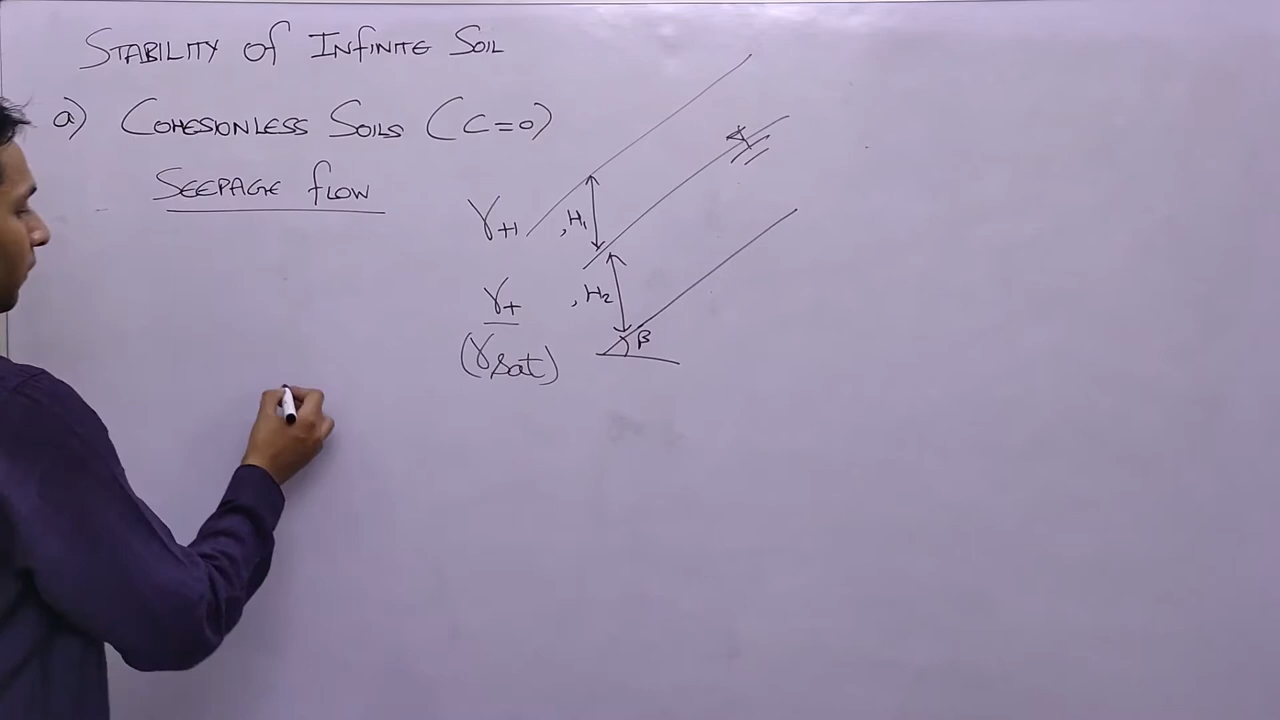 STABILITY of INFINITE SOIL
a) COHESIONLESS SOILS (C=0)
SEEPAGE flow
γt1 , H1
γt , H2
(γsat)
β